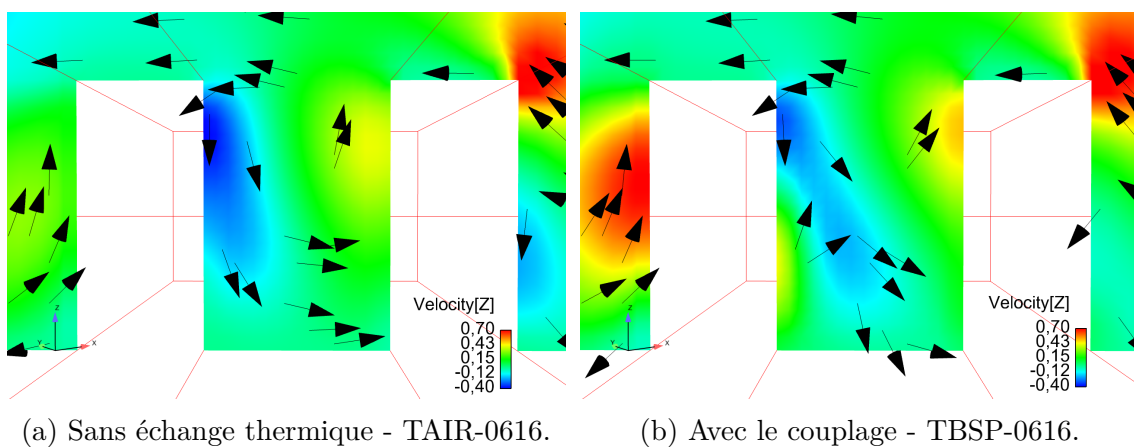 Velocity[Z]
0,70
0,43
0,15
-0,12
-0,40
Z
Y
X
Velocity[Z]
0,70
0,43
0,15
-0,12
-0,40
Z
Y
X
(a) Sans échange thermique - TAIR-0616.
(b) Avec le couplage - TBSP-0616.